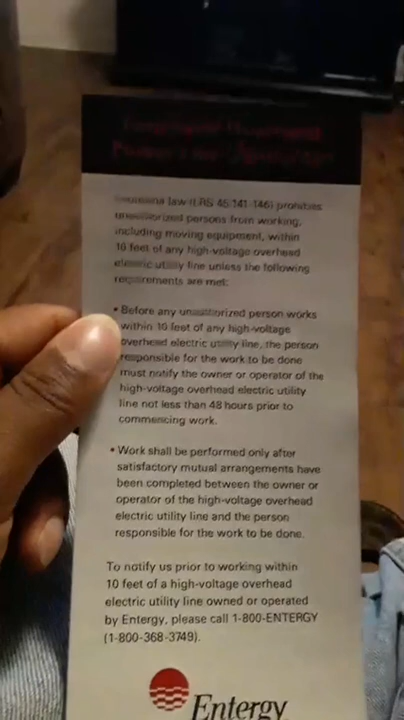 Louisiana law (LRS 45:141-146) prohibits
unauthorized persons from working,
including moving equipment, within
10 feet of any high-voltage overhead
electric utility line unless the following
requirements are met:
• Before any unauthorized person works
within 10 feet of any high-voltage
overhead electric utility line, the person
responsible for the work to be done
must notify the owner or operator of the
high-voltage overhead electric utility
line not less than 48 hours prior to
commencing work.
• Work shall be performed only after
satisfactory mutual arrangements have
been completed between the owner or
operator of the high-voltage overhead
electric utility line and the person
responsible for the work to be done.
To notify us prior to working within
10 feet of a high-voltage overhead
electric utility line owned or operated
by Entergy, please call 1-800-ENTERGY
(1-800-368-3749).
Entergy